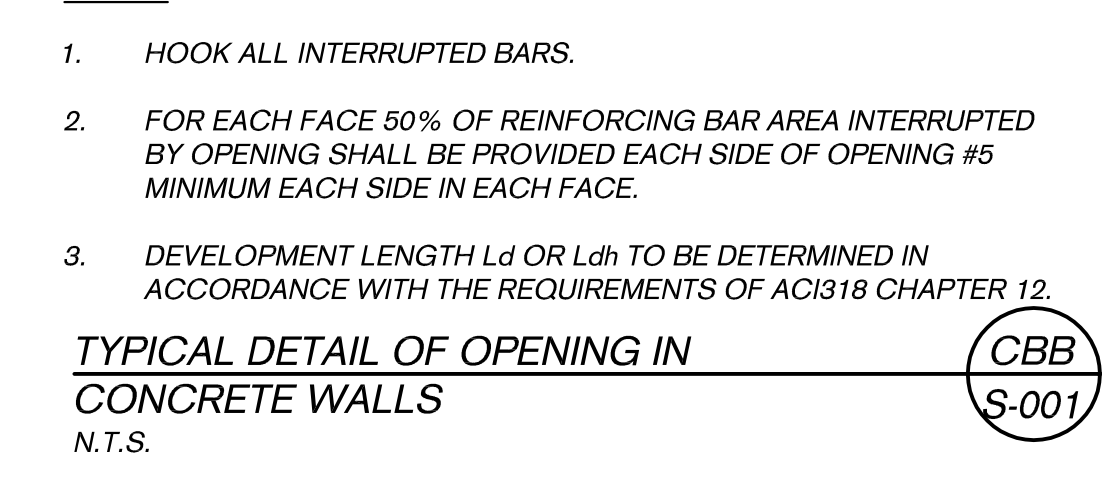 1. HOOK ALL INTERRUPTED BARS.
2. FOR EACH FACE 50% OF REINFORCING BAR AREA INTERRUPTED
BY OPENING SHALL BE PROVIDED EACH SIDE OF OPENING #5
MINIMUM EACH SIDE IN EACH FACE.
3. DEVELOPMENT LENGTH Ld OR Ldh TO BE DETERMINED IN
ACCORDANCE WITH THE REQUIREMENTS OF ACI318 CHAPTER 12.
TYPICAL DETAIL OF OPENING IN
CONCRETE WALLS
N.T.S.
CBB
S-001